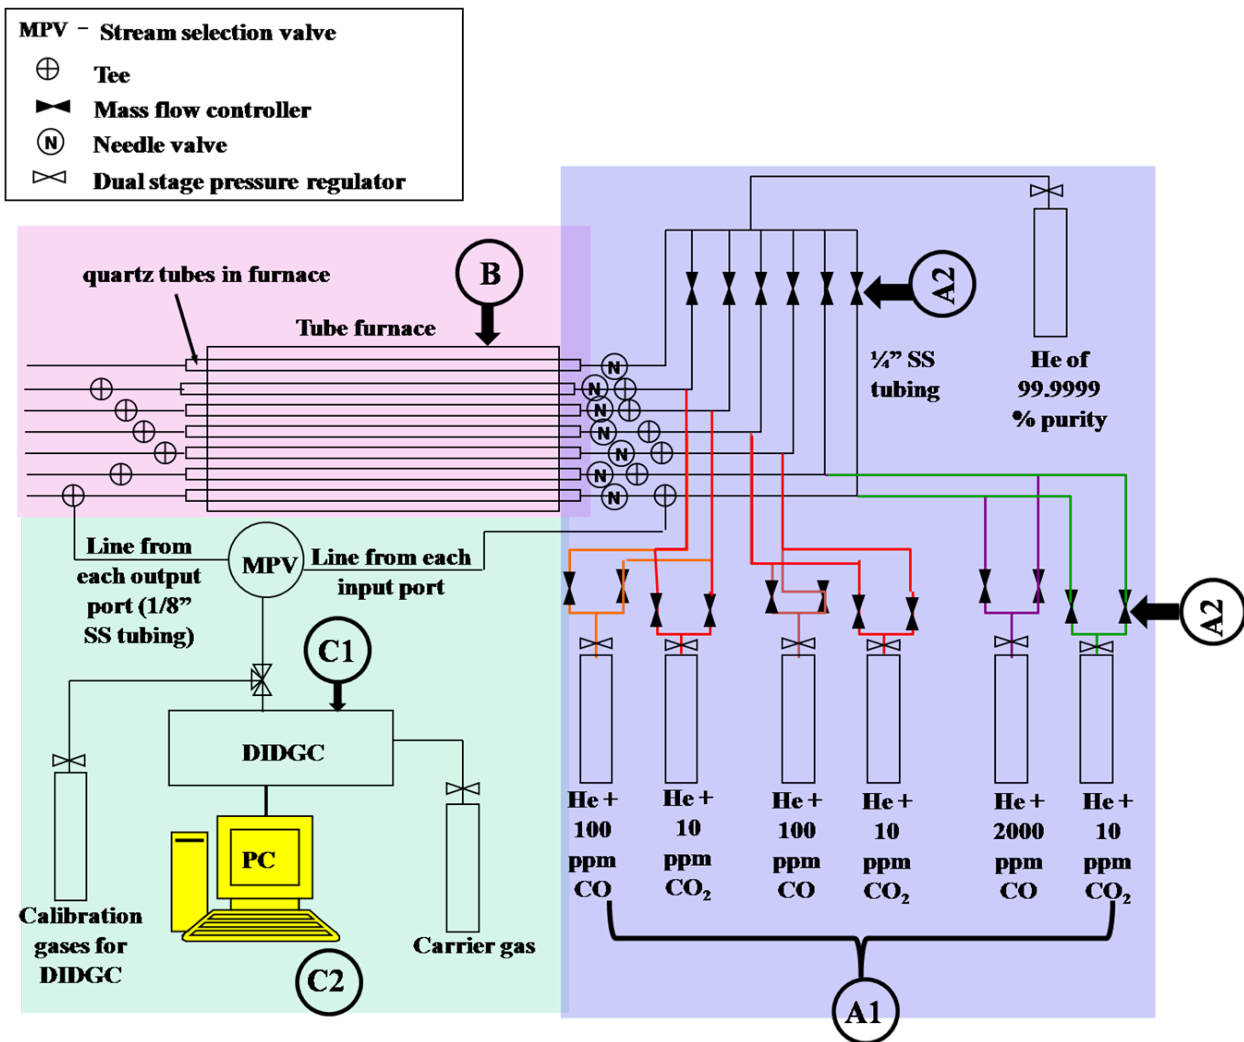 MPV - Stream selection valve
Tee
Mass flow controller
N Needle valve
Dual stage pressure regulator
B
quartz tubes in furnace
Tube furnace
A2
¼” SS
tubing
He of
99.9999
% purity
N
N
N
N
N
N
N
Line from
each output
port (1/8”
SS tubing)
MPV
Line from each
input port
A2
C1
DIDGC
PC
Calibration
gases for
DIDGC
Carrier gas
C2
He +
100
ppm
CO
He +
10
ppm
CO₂
He +
100
ppm
CO
He +
10
ppm
CO₂
He +
2000
ppm
CO
He +
10
ppm
CO₂
A1